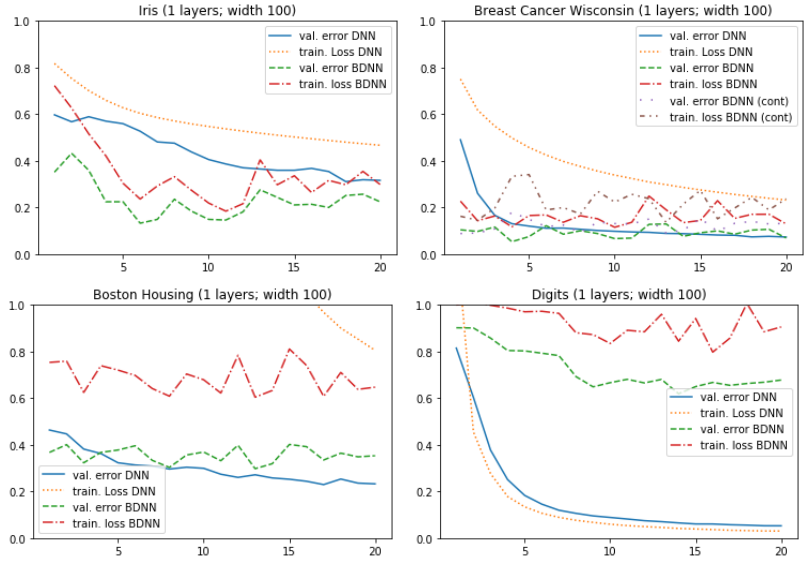 Iris (1 layers; width 100)
1.0
0.8
0.6
0.4
0.2
0.0
5
10
15
20
val. error DNN
train. Loss DNN
val. error BDNN
train. loss BDNN
Breast Cancer Wisconsin (1 layers; width 100)
1.0
0.8
0.6
0.4
0.2
0.0
5
10
15
20
val. error DNN
train. Loss DNN
val. error BDNN
train. loss BDNN
val. error BDNN (cont)
train. loss BDNN (cont)
Boston Housing (1 layers; width 100)
1.0
0.8
0.6
0.4
0.2
0.0
5
10
15
20
val. error DNN
train. Loss DNN
val. error BDNN
train. loss BDNN
Digits (1 layers; width 100)
1.0
0.8
0.6
0.4
0.2
0.0
5
10
15
20
val. error DNN
train. Loss DNN
val. error BDNN
train. loss BDNN